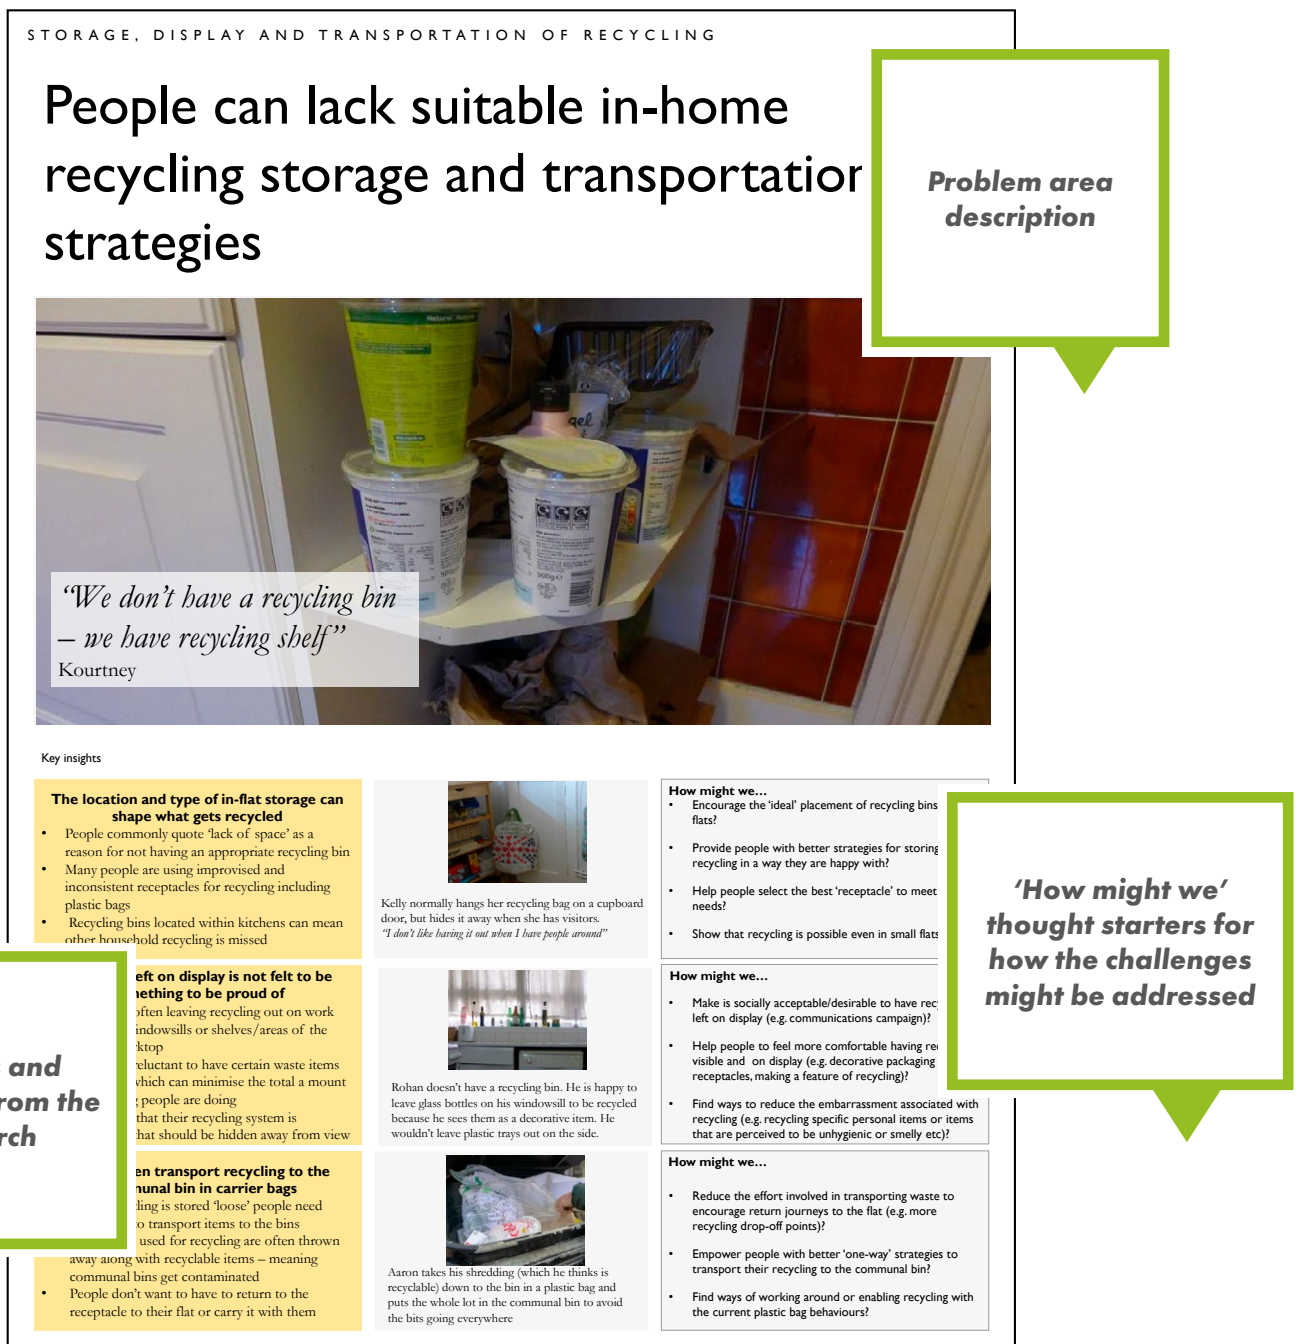 STORAGE, DISPLAY AND TRANSPORTATION OF RECYCLING
People can lack suitable in-home
recycling storage and transportation
strategies
Problem area
description
Natural
gel
500g
“We don’t have a recycling bin
– we have recycling shelf”
Kourtney
Key insights
The location and type of in-flat storage can
shape what gets recycled
• People commonly quote ‘lack of space’ as a
reason for not having an appropriate recycling bin
• Many people are using improvised and
inconsistent receptacles for recycling including
plastic bags
• Recycling bins located within kitchens can mean
other household recycling is missed
Kelly normally hangs her recycling bag on a cupboard
door, but hides it away when she has visitors.
“I don’t like having it out when I have people around”
How might we…
• Encourage the ‘ideal’ placement of recycling bins
flats?
• Provide people with better strategies for storing
recycling in a way they are happy with?
• Help people select the best ‘receptacle’ to meet
needs?
• Show that recycling is possible even in small flats
‘How might we’
thought starters for
how the challenges
might be addressed
eft on display is not felt to be
ething to be proud of
often leaving recycling out on work
indowsills or shelves/areas of the
rktop
reluctant to have certain waste items
which can minimise the total a mount
g people are doing
that their recycling system is
that should be hidden away from view
and
rom the
rch
Rohan doesn’t have a recycling bin. He is happy to
leave glass bottles on his windowsill to be recycled
because he sees them as a decorative item. He
wouldn’t leave plastic trays out on the side.
How might we…
• Make is socially acceptable/desirable to have rec
left on display (e.g. communications campaign)?
• Help people to feel more comfortable having re
visible and on display (e.g. decorative packaging
receptacles, making a feature of recycling)?
• Find ways to reduce the embarrassment associated with
recycling (e.g. recycling specific personal items or items
that are perceived to be unhygienic or smelly etc)?
en transport recycling to the
unal bin in carrier bags
ling is stored ‘loose’ people need
o transport items to the bins
used for recycling are often thrown
away along with recyclable items – meaning
communal bins get contaminated
• People don’t want to have to return to the
receptacle to their flat or carry it with them
Aaron takes his shredding (which he thinks is
recyclable) down to the bin in a plastic bag and
puts the whole lot in the communal bin to avoid
the bits going everywhere
How might we…
• Reduce the effort involved in transporting waste to
encourage return journeys to the flat (e.g. more
recycling drop-off points)?
• Empower people with better ‘one-way’ strategies to
transport their recycling to the communal bin?
• Find ways of working around or enabling recycling with
the current plastic bag behaviours?